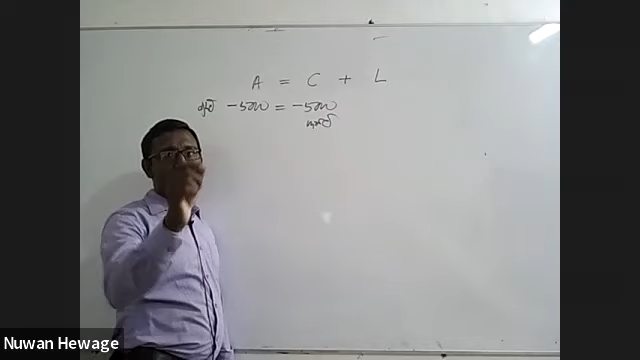 A = C + L
-5000 = -5000
Nuwan Hewage